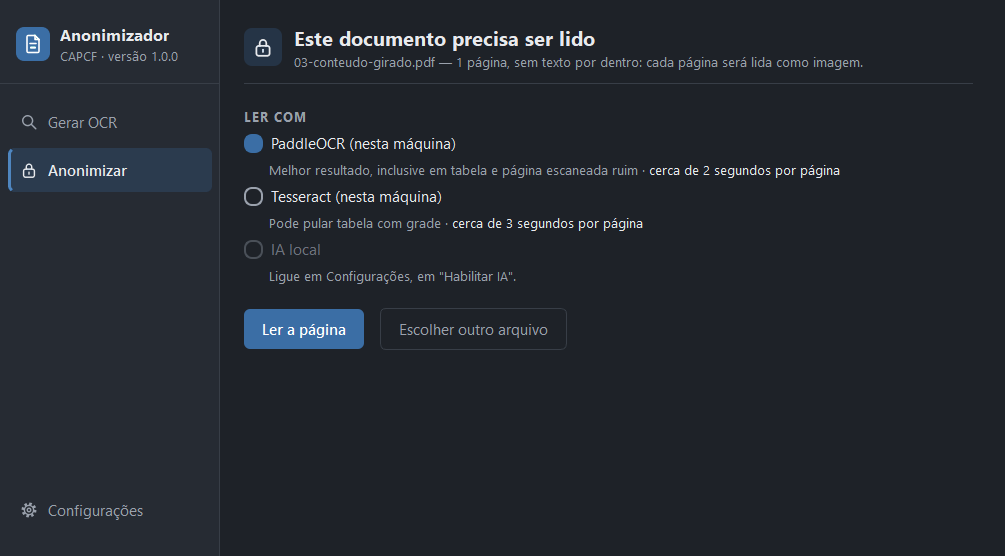 Anonimizador
CAPCF · versão 1.0.0
Gerar OCR
Anonimizar
Configurações
Este documento precisa ser lido
03-conteudo-girado.pdf — 1 página, sem texto por dentro: cada página será lida como imagem.
LER COM
PaddleOCR (nesta máquina)
Melhor resultado, inclusive em tabela e página escaneada ruim · cerca de 2 segundos por página
Tesseract (nesta máquina)
Pode pular tabela com grade · cerca de 3 segundos por página
IA local
Ligue em Configurações, em "Habilitar IA".
Ler a página
Escolher outro arquivo